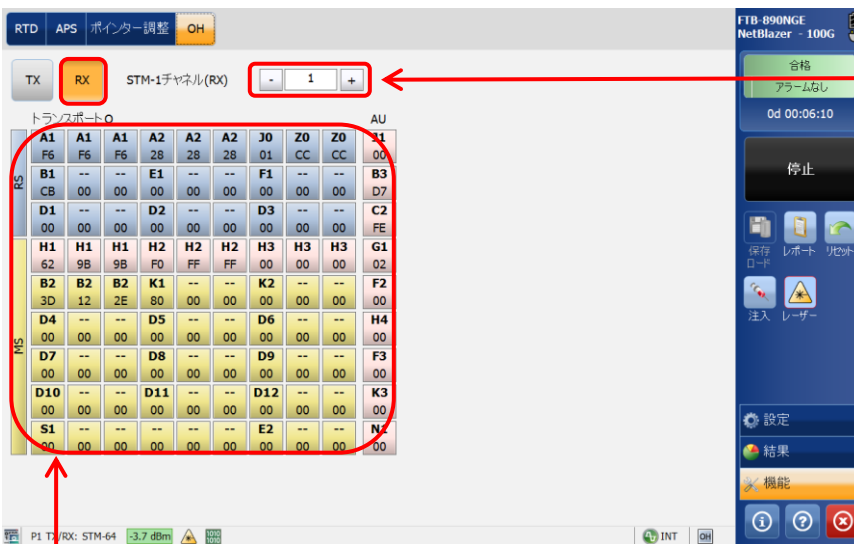 RTD APS ポインター調整 OH
FTB-890NGE
NetBlazer - 100G
合格
アラームなし
0d 00:06:10
停止
保存
ロード
レポート
リセット
注入
レーザー
設定
結果
機能
TX RX STM-1チャネル(RX) - 1 +
トランスポートO AU
RS
A1 A1 A1 A2 A2 A2 J0 Z0 Z0 J1
F6 F6 F6 28 28 28 01 CC CC 00
B1 -- -- E1 -- -- F1 -- -- B3
CB 00 00 00 00 00 00 00 00 D7
D1 -- -- D2 -- -- D3 -- -- C2
00 00 00 00 00 00 00 00 00 FE
MS
H1 H1 H1 H2 H2 H2 H3 H3 H3 G1
62 9B 9B F0 FF FF 00 00 00 02
B2 B2 B2 K1 -- -- K2 -- -- F2
3D 12 2E 80 00 00 00 00 00 00
D4 -- -- D5 -- -- D6 -- -- H4
00 00 00 00 00 00 00 00 00 00
D7 -- -- D8 -- -- D9 -- -- F3
00 00 00 00 00 00 00 00 00 00
D10 -- -- D11 -- -- D12 -- -- K3
00 00 00 00 00 00 00 00 00 00
S1 -- -- -- -- -- E2 -- -- N1
00 00 00 00 00 00 00 00 00 00
P1 TX/RX: STM-64 -3.7 dBm 1010 1010 INT OH